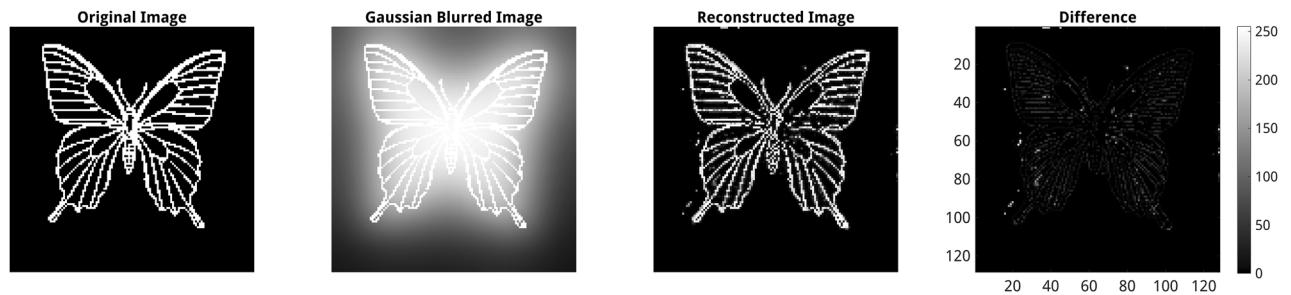 Original Image
Gaussian Blurred Image
Reconstructed Image
Difference
20
40
60
80
100
120
20 40 60 80 100 120
250
200
150
100
50
0